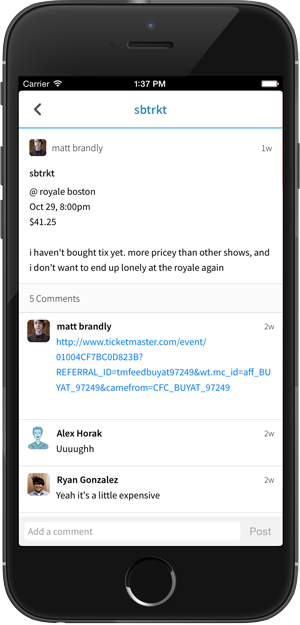 Carrier 1:37 PM
sbtrkt
matt brandly 1w
sbtrkt
@ royale boston
Oct 29, 8:00pm
$41.25
i haven't bought tix yet. more pricey than other shows, and
i don't want to end up lonely at the royale again
5 Comments
matt brandly 2w
http://www.ticketmaster.com/event/
01004CF7BC0D823B?
REFERRAL_ID=tmfeedbuyat97249&wt.mc_id=aff_BU
YAT_97249&camefrom=CFC_BUYAT_97249
Alex Horak 2w
Uuuughh
Ryan Gonzalez 2w
Yeah it's a little expensive
Add a comment Post